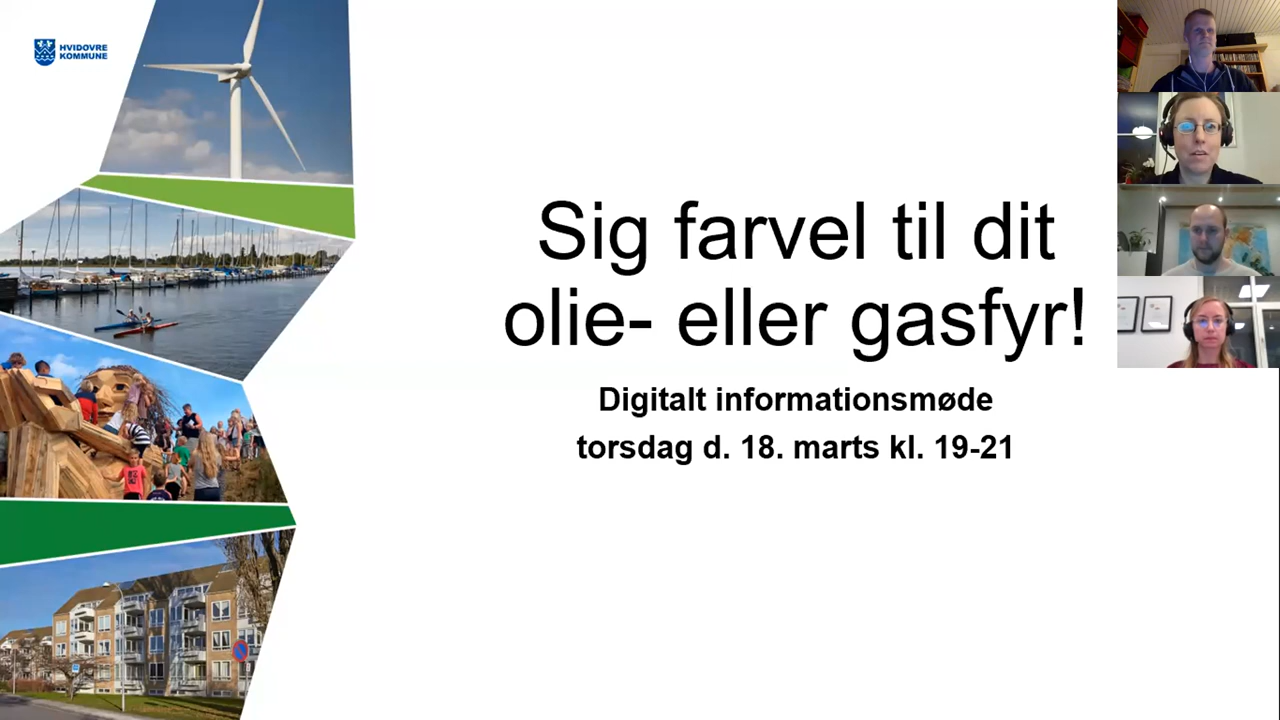 HVIDOVRE
KOMMUNE
Sig farvel til dit
olie- eller gasfyr!
Digitalt informationsmøde
torsdag d. 18. marts kl. 19-21